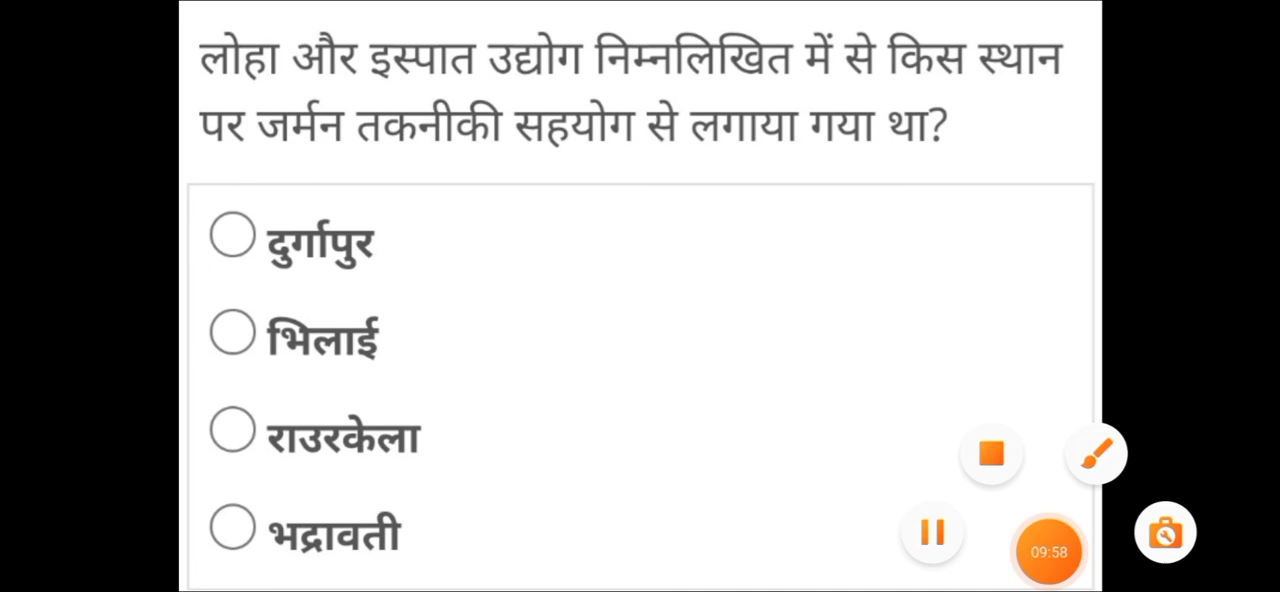 लोहा और इस्पात उद्योग निम्नलिखित में से किस स्थान
पर जर्मन तकनीकी सहयोग से लगाया गया था?
दुर्गापुर
भिलाई
राउरकेला
भद्रावती
09:58